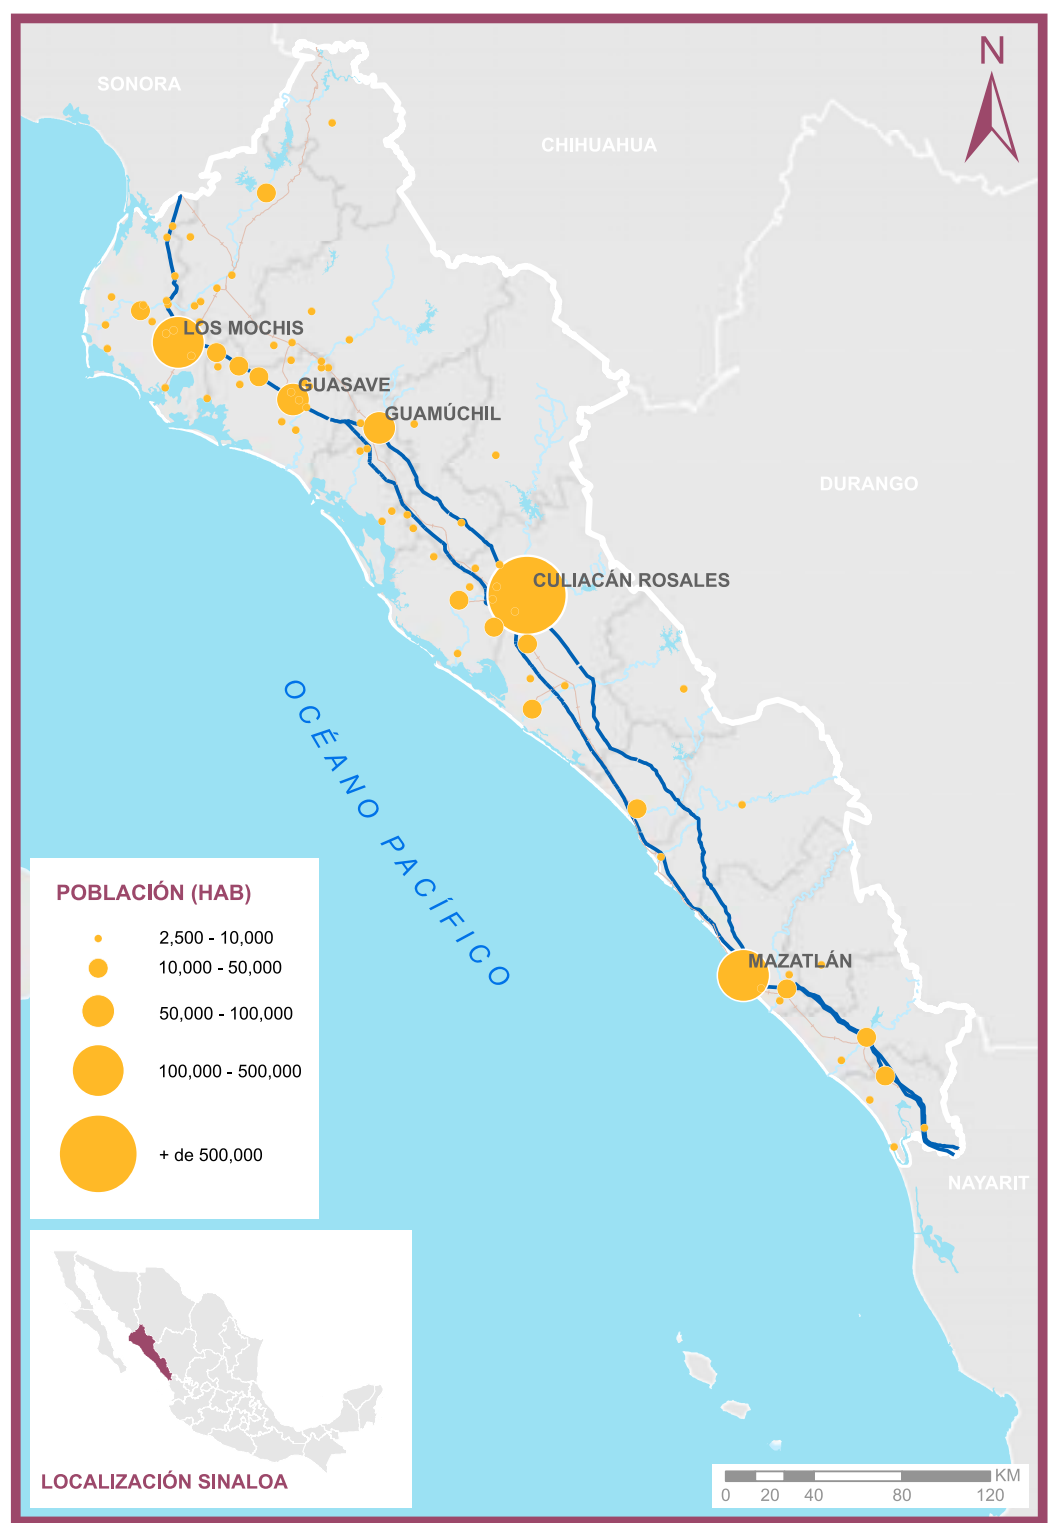 N
SONORA
CHIHUAHUA
LOS MOCHIS
GUASAVE
GUAMÚCHIL
DURANGO
CULIACÁN ROSALES
OCÉANO PACÍFICO
POBLACIÓN (HAB)
2,500 - 10,000
10,000 - 50,000
50,000 - 100,000
100,000 - 500,000
+ de 500,000
MAZATLÁN
NAYARIT
LOCALIZACIÓN SINALOA
KM
0 20 40 80 120